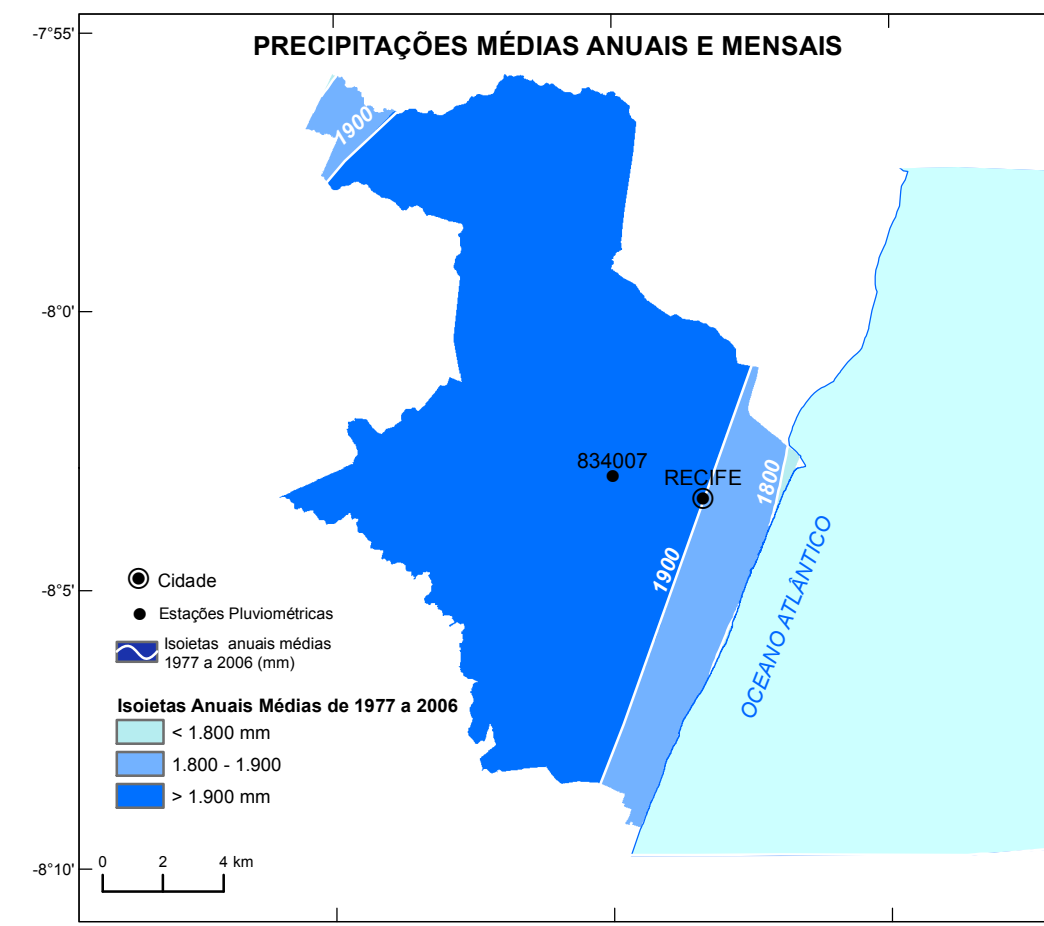 PRECIPITAÇÕES MÉDIAS ANUAIS E MENSAIS
-7°55'
-8°0'
-8°5'
-8°10'
1900
834007
RECIFE
1800
1900
OCEANO ATLÂNTICO
Cidade
Estações Pluviométricas
Isoietas anuais médias
1977 a 2006 (mm)
Isoietas Anuais Médias de 1977 a 2006
< 1.800 mm
1.800 - 1.900
> 1.900 mm
0 2 4 km